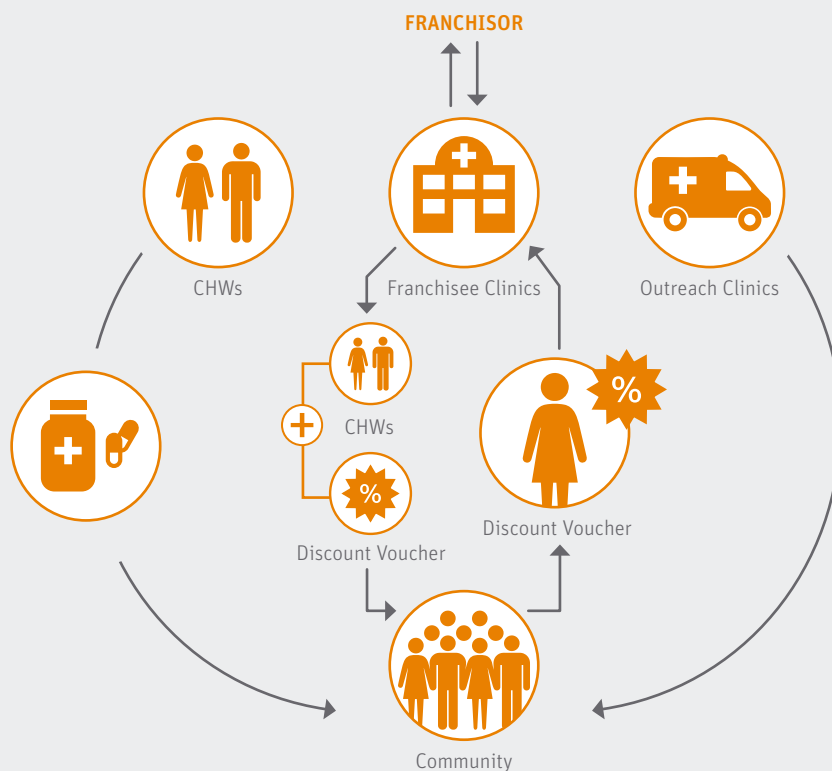 FRANCHISOR
CHWs
Franchisee Clinics
Outreach Clinics
CHWs
%
%
Discount Voucher
Discount Voucher
Community